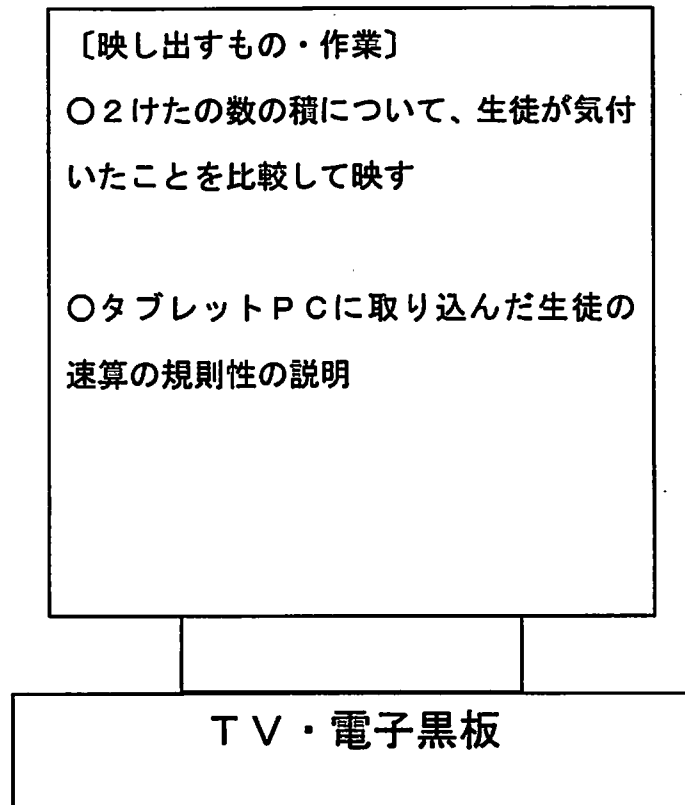 〔映し出すもの・作業〕
○２けたの数の積について、生徒が気付
いたことを比較して映す
○タブレットＰＣに取り込んだ生徒の
速算の規則性の説明
ＴＶ・電子黒板